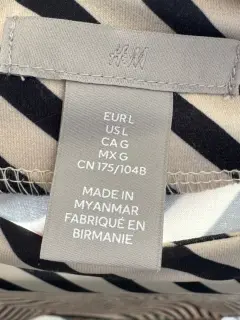 H&M
EUR L
US L
CA G
MX G
CN 175/104B
MADE IN
MYANMAR
FABRIQUÉ EN
BIRMANIE